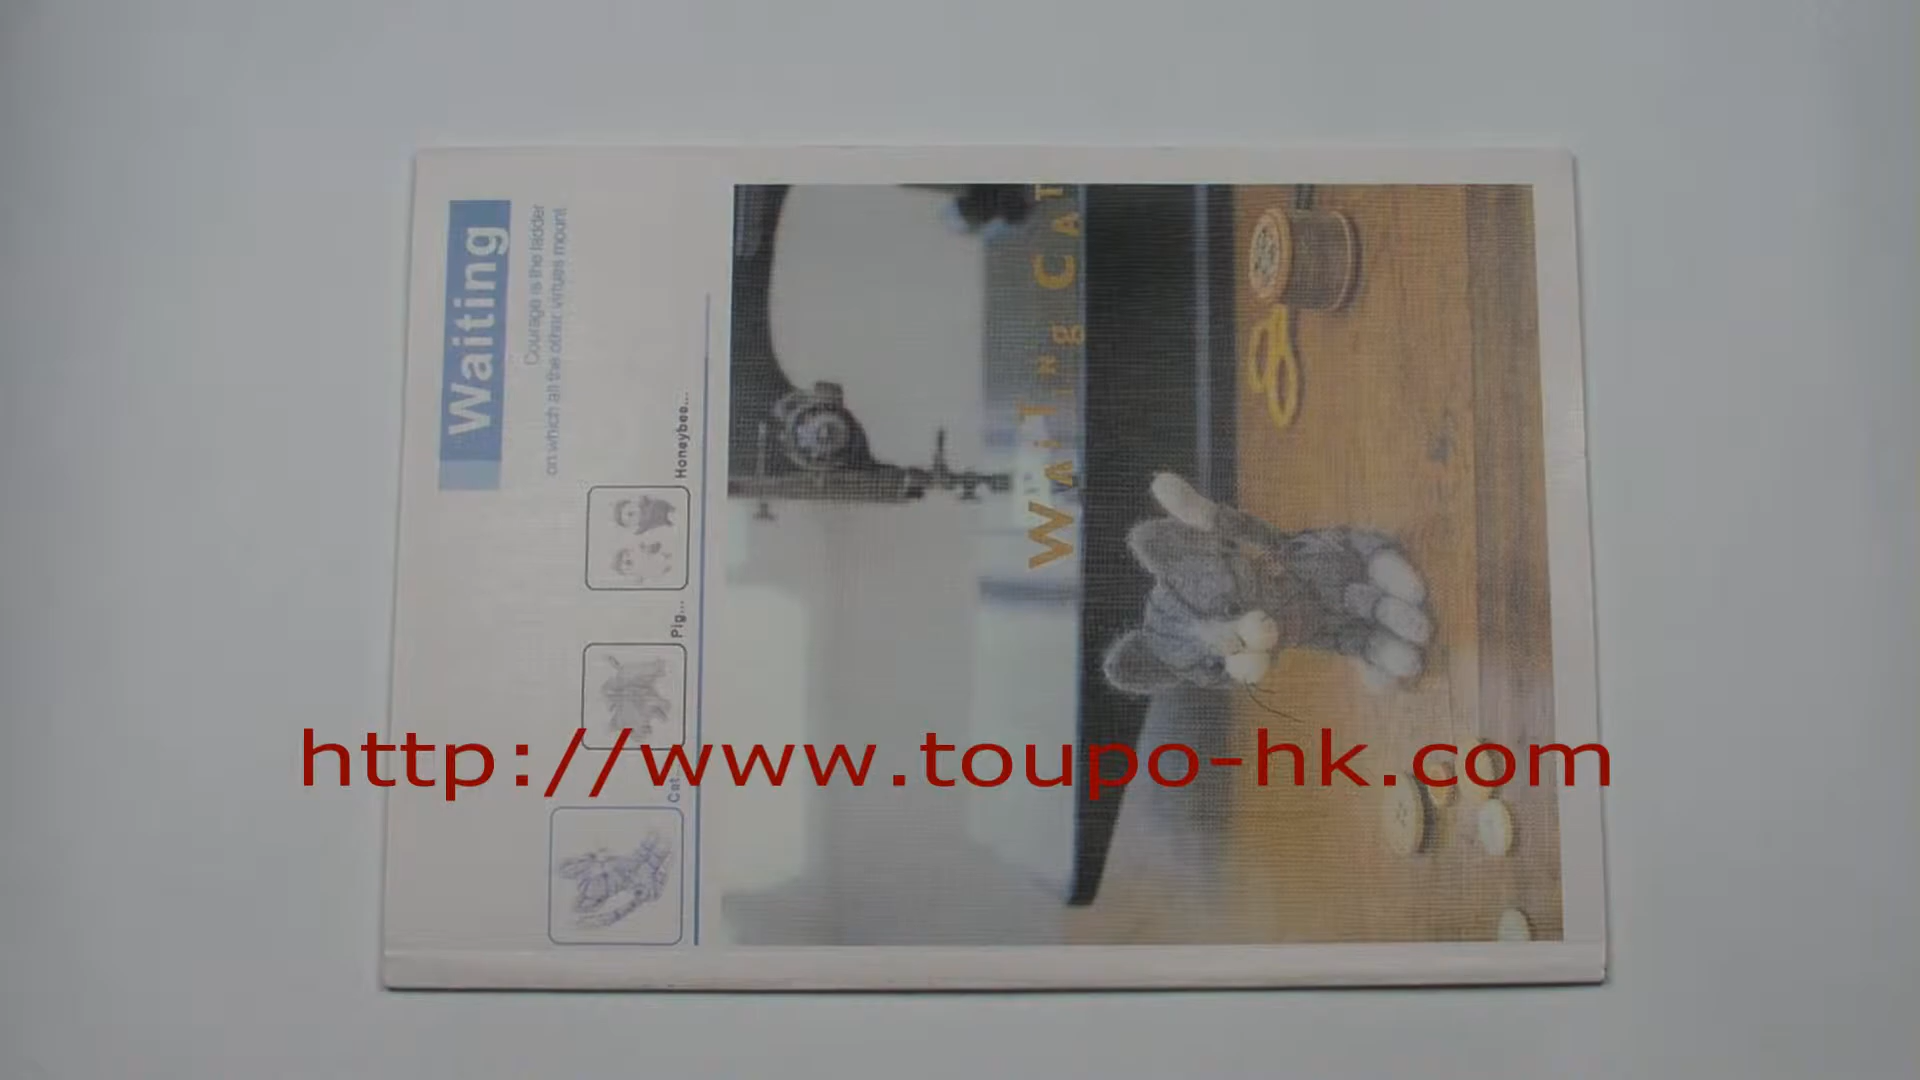 Waiting
Courage is the ladder
on which all the other virtues mount
Cat...
Pig...
Honeybee...
WAiTiNg CAT
http://www.toupo-hk.com